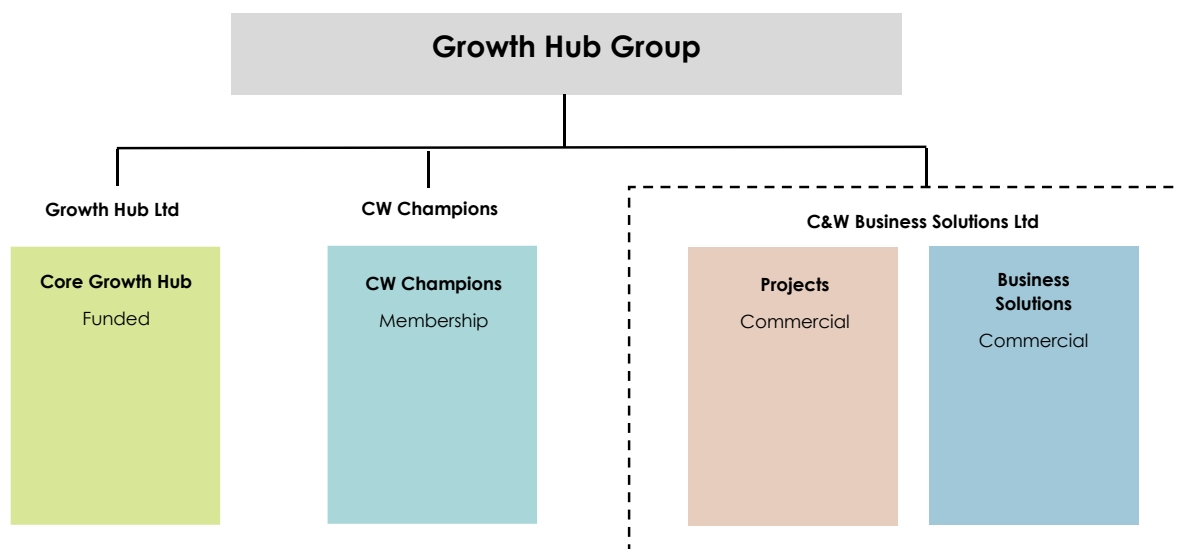 Growth Hub Group
Growth Hub Ltd
CW Champions
C&W Business Solutions Ltd
Core Growth Hub
Funded
CW Champions
Membership
Projects
Commercial
Business
Solutions
Commercial